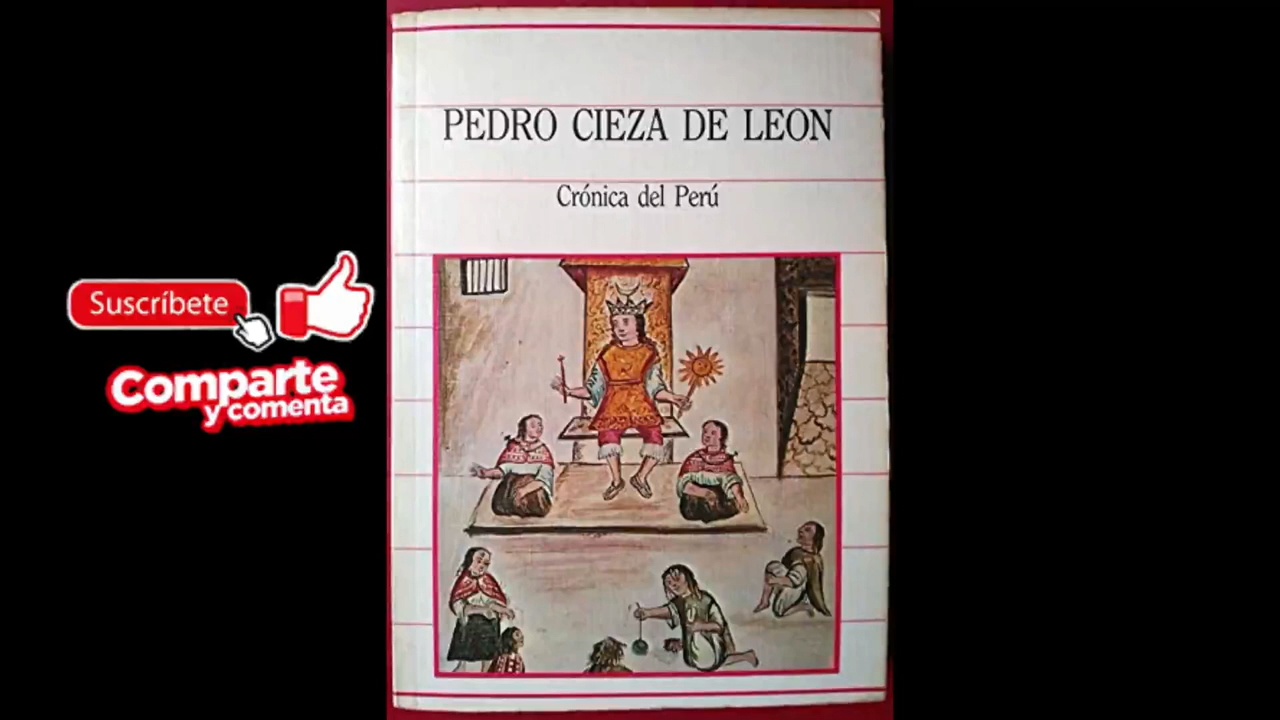 PEDRO CIEZA DE LEON
Crónica del Perú
Suscríbete
Comparte
y comenta